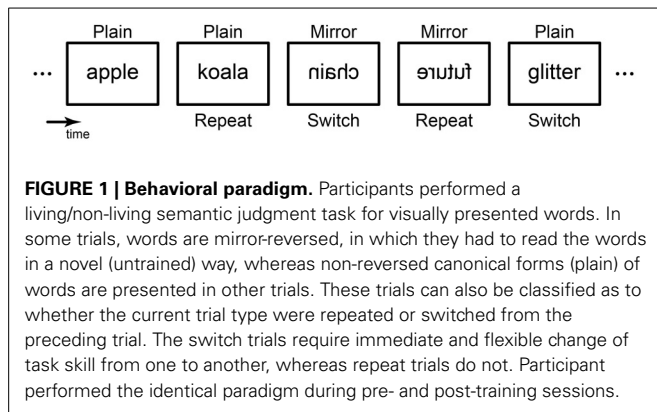 Plain Plain Mirror Mirror Plain
... apple koala chain future glitter ...
time
Repeat Switch Repeat Switch
FIGURE 1 | Behavioral paradigm. Participants performed a
living/non-living semantic judgment task for visually presented words. In
some trials, words are mirror-reversed, in which they had to read the words
in a novel (untrained) way, whereas non-reversed canonical forms (plain) of
words are presented in other trials. These trials can also be classified as to
whether the current trial type were repeated or switched from the
preceding trial. The switch trials require immediate and flexible change of
task skill from one to another, whereas repeat trials do not. Participant
performed the identical paradigm during pre- and post-training sessions.